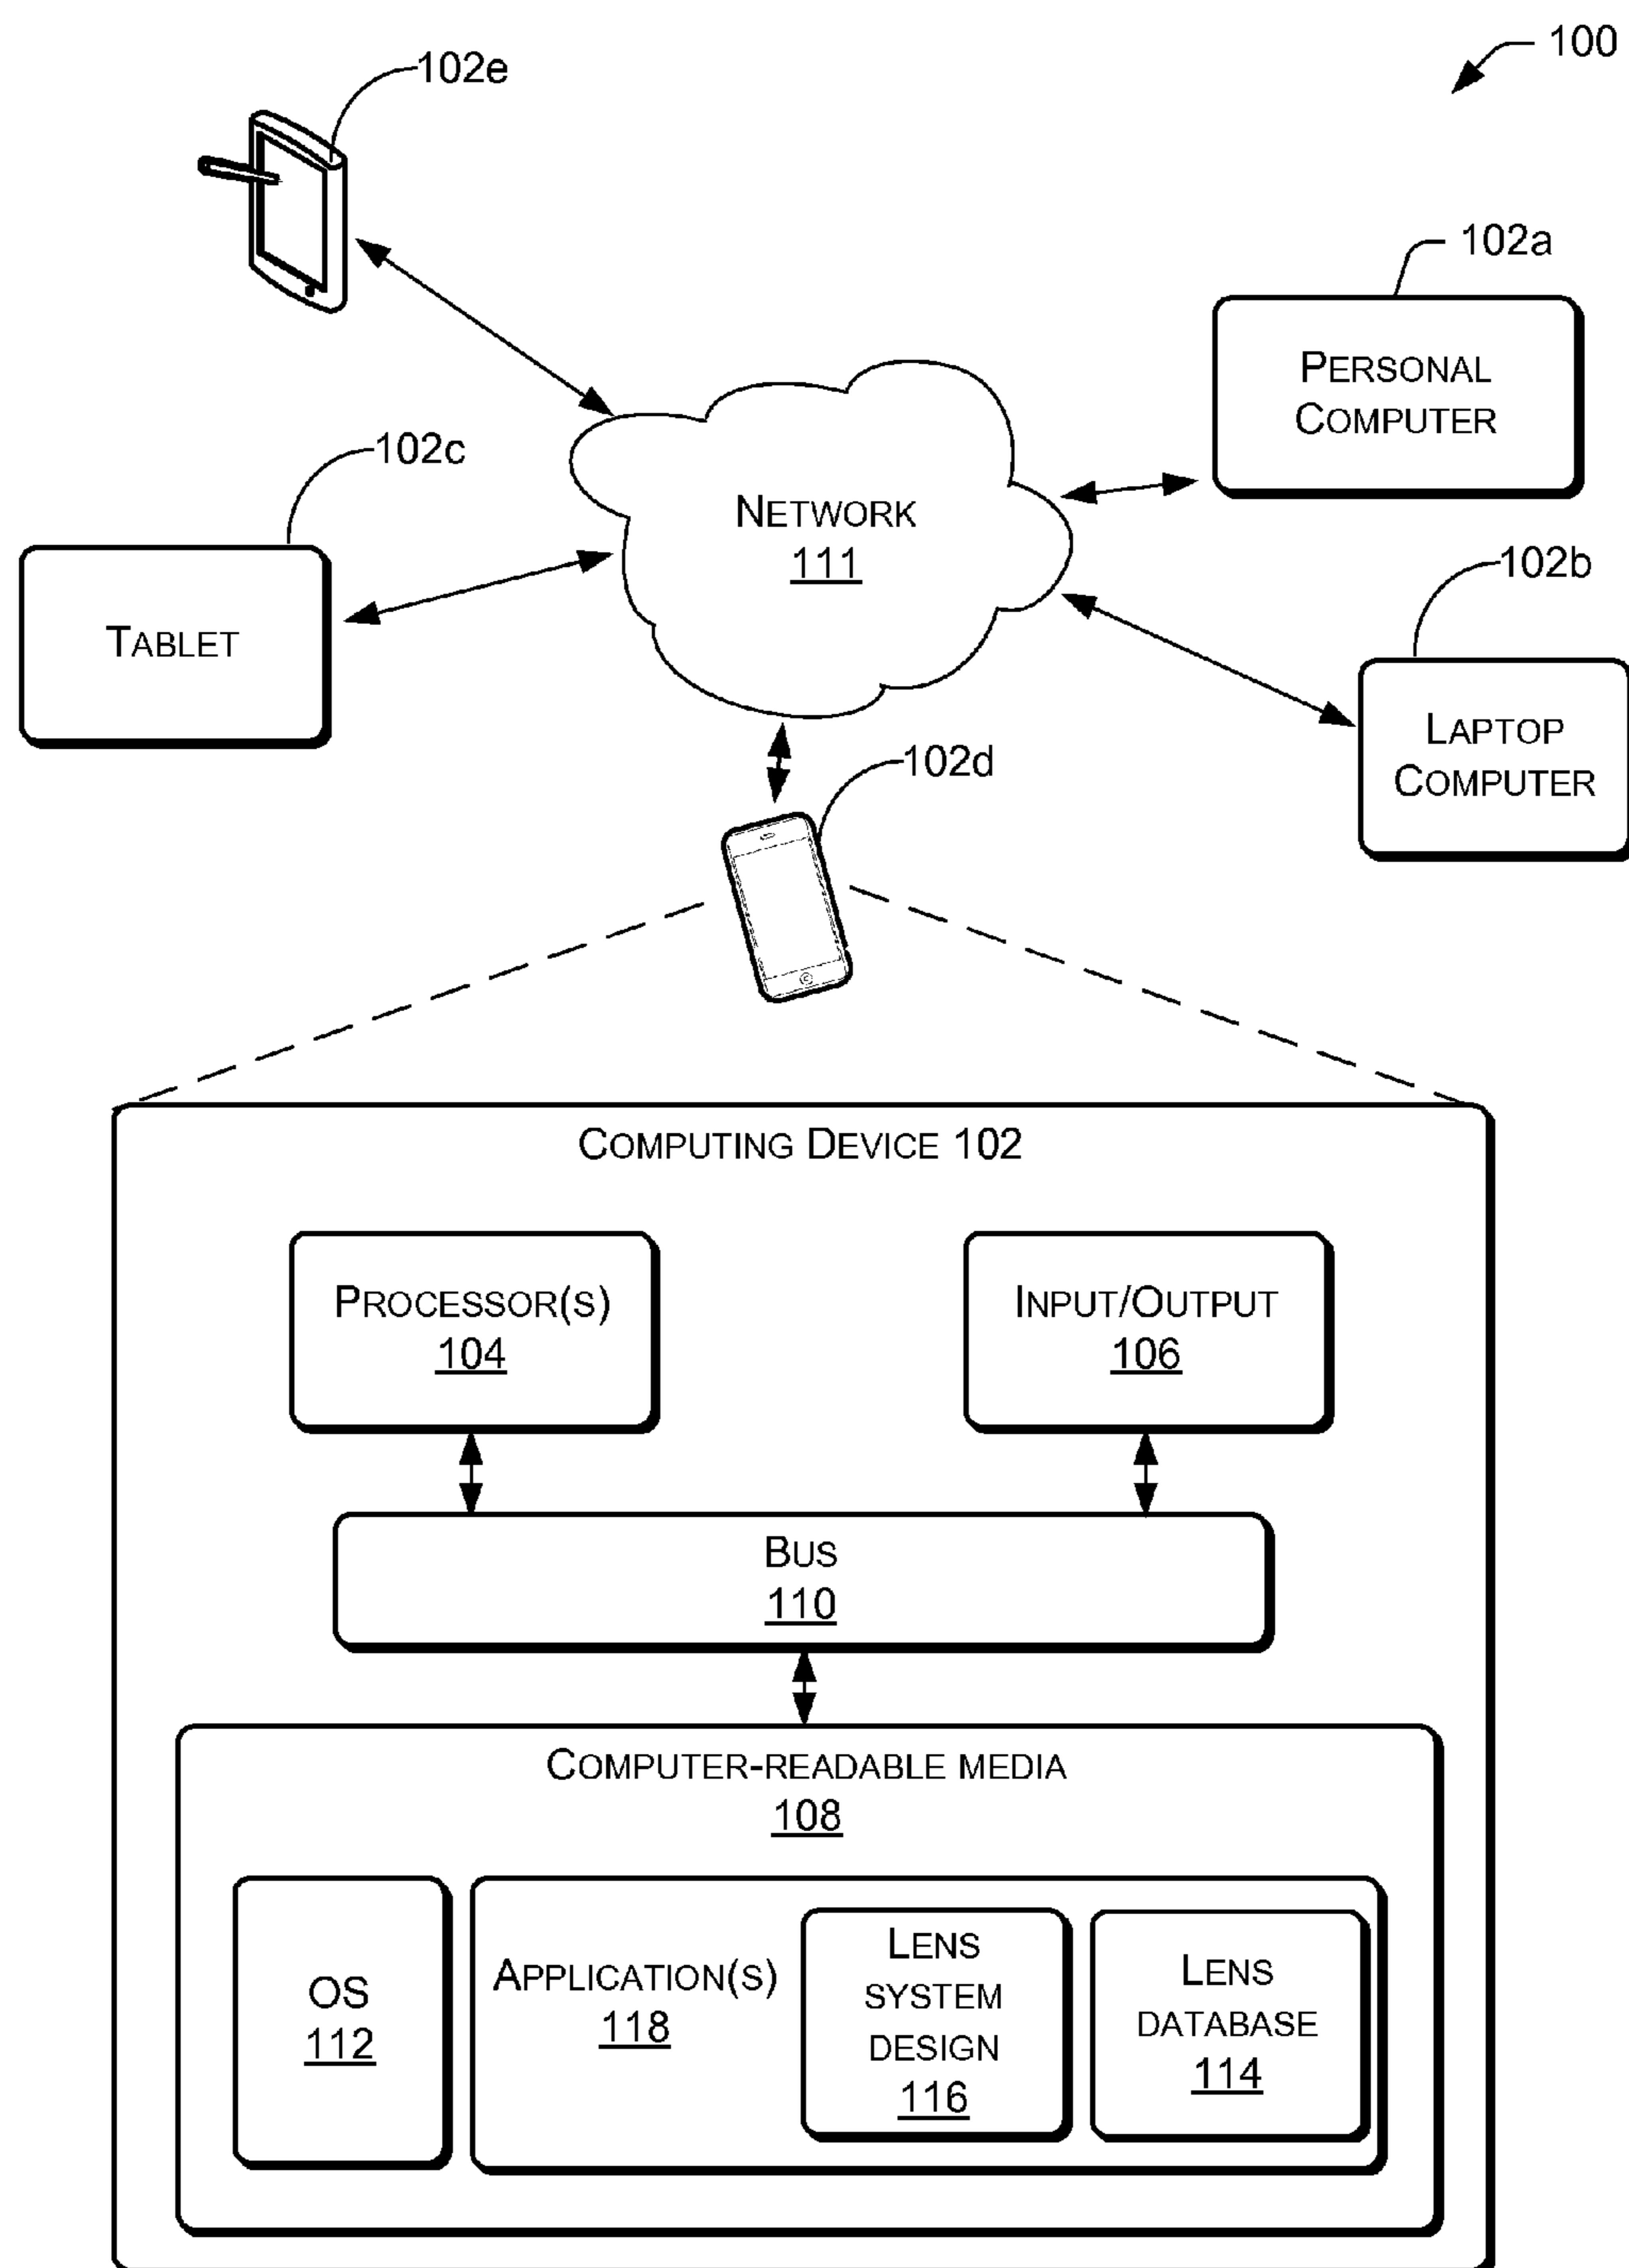 100
102e
102a
PERSONAL
COMPUTER
102c
NETWORK
111
102b
TABLET
LAPTOP
COMPUTER
102d
COMPUTING DEVICE 102
PROCESSOR(S)
104
INPUT/OUTPUT
106
BUS
110
COMPUTER-READABLE MEDIA
108
OS
112
APPLICATION(S)
118
LENS
SYSTEM
DESIGN
116
LENS
DATABASE
114